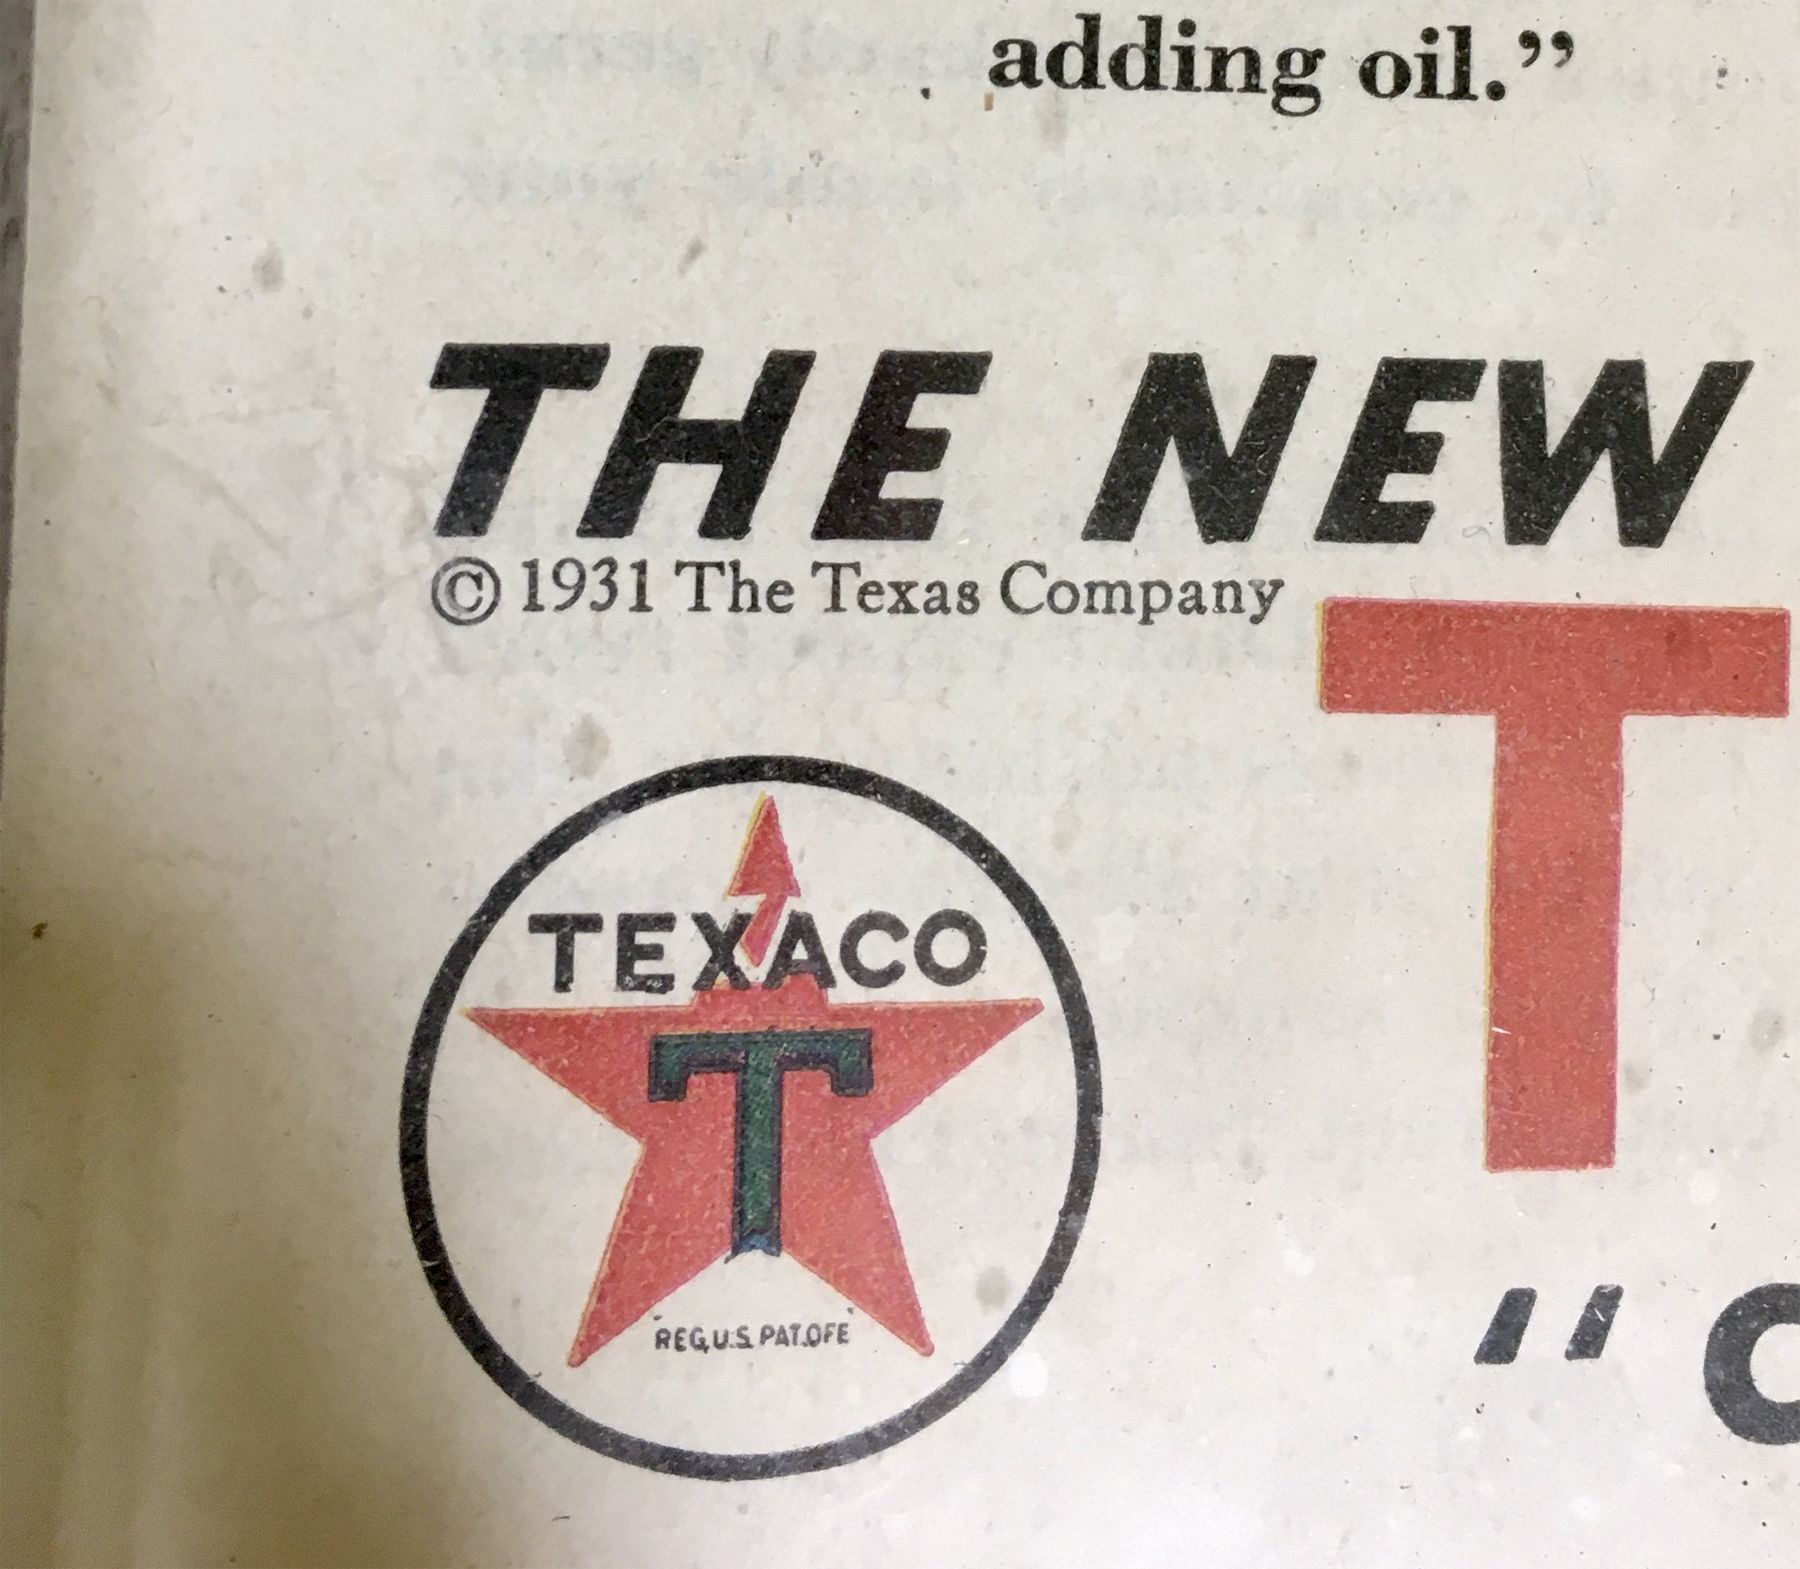 adding oil.”
THE NEW
© 1931 The Texas Company
T
TEXACO
T
REG. U.S. PAT. OFF.
"C